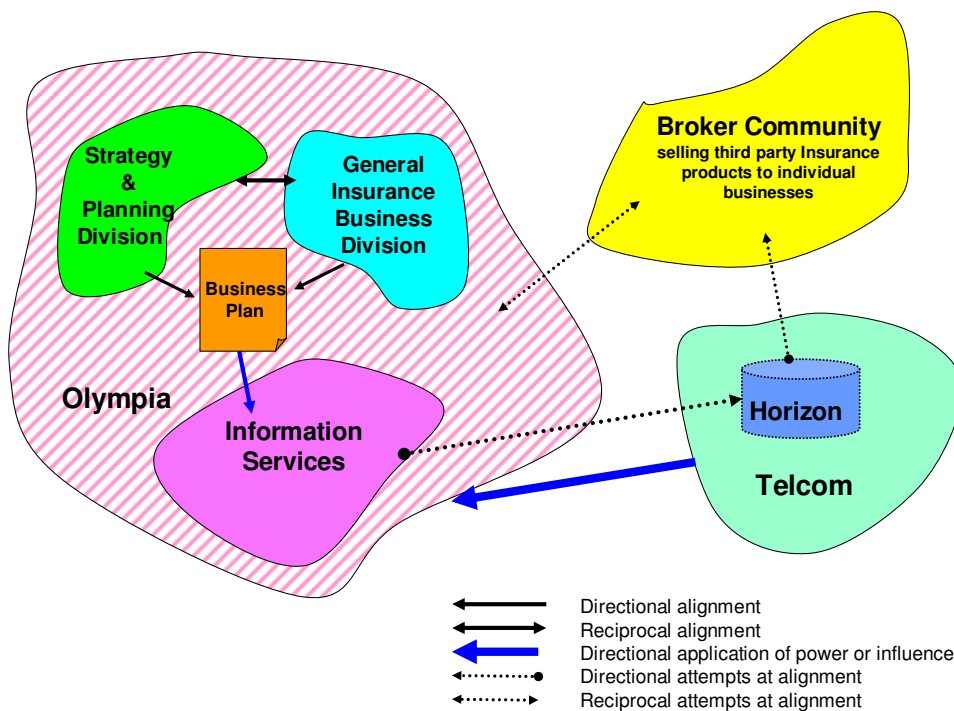 Strategy
&
Planning
Division
General
Insurance
Business
Division
Business
Plan
Olympia
Information
Services
Broker Community
selling third party Insurance
products to individual
businesses
Horizon
Telcom
Directional alignment
Reciprocal alignment
Directional application of power or influence
Directional attempts at alignment
Reciprocal attempts at alignment